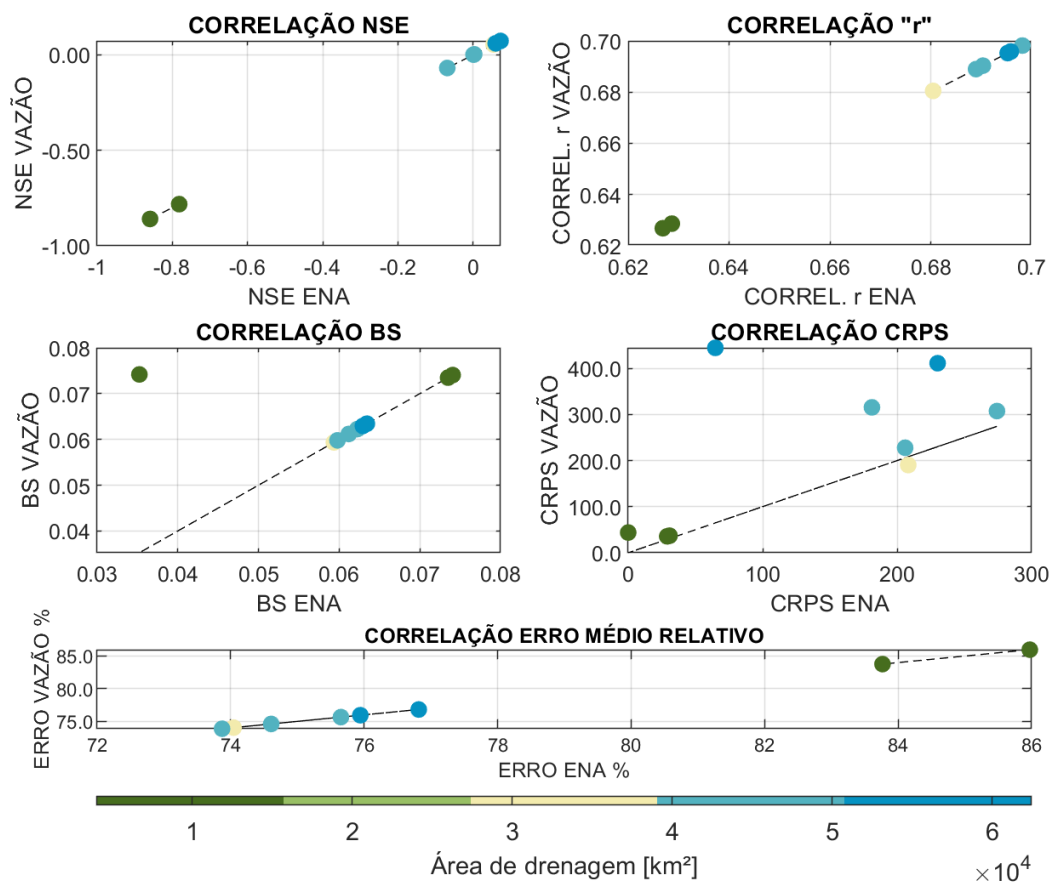 CORRELAÇÃO NSE
NSE VAZÃO
0.00
-0.50
-1.00
-1 -0.8 -0.6 -0.4 -0.2 0
NSE ENA
CORRELAÇÃO "r"
CORREL. r VAZÃO
0.70
0.68
0.66
0.64
0.62
0.62 0.64 0.66 0.68 0.7
CORREL. r ENA
CORRELAÇÃO BS
BS VAZÃO
0.08
0.07
0.06
0.05
0.04
0.03 0.04 0.05 0.06 0.07 0.08
BS ENA
CORRELAÇÃO CRPS
CRPS VAZÃO
400.0
300.0
200.0
100.0
0.0
0 100 200 300
CRPS ENA
CORRELAÇÃO ERRO MÉDIO RELATIVO
ERRO VAZÃO %
85.0
80.0
75.0
72 74 76 78 80 82 84 86
ERRO ENA %
1 2 3 4 5 6
Área de drenagem [km²]
×10⁴